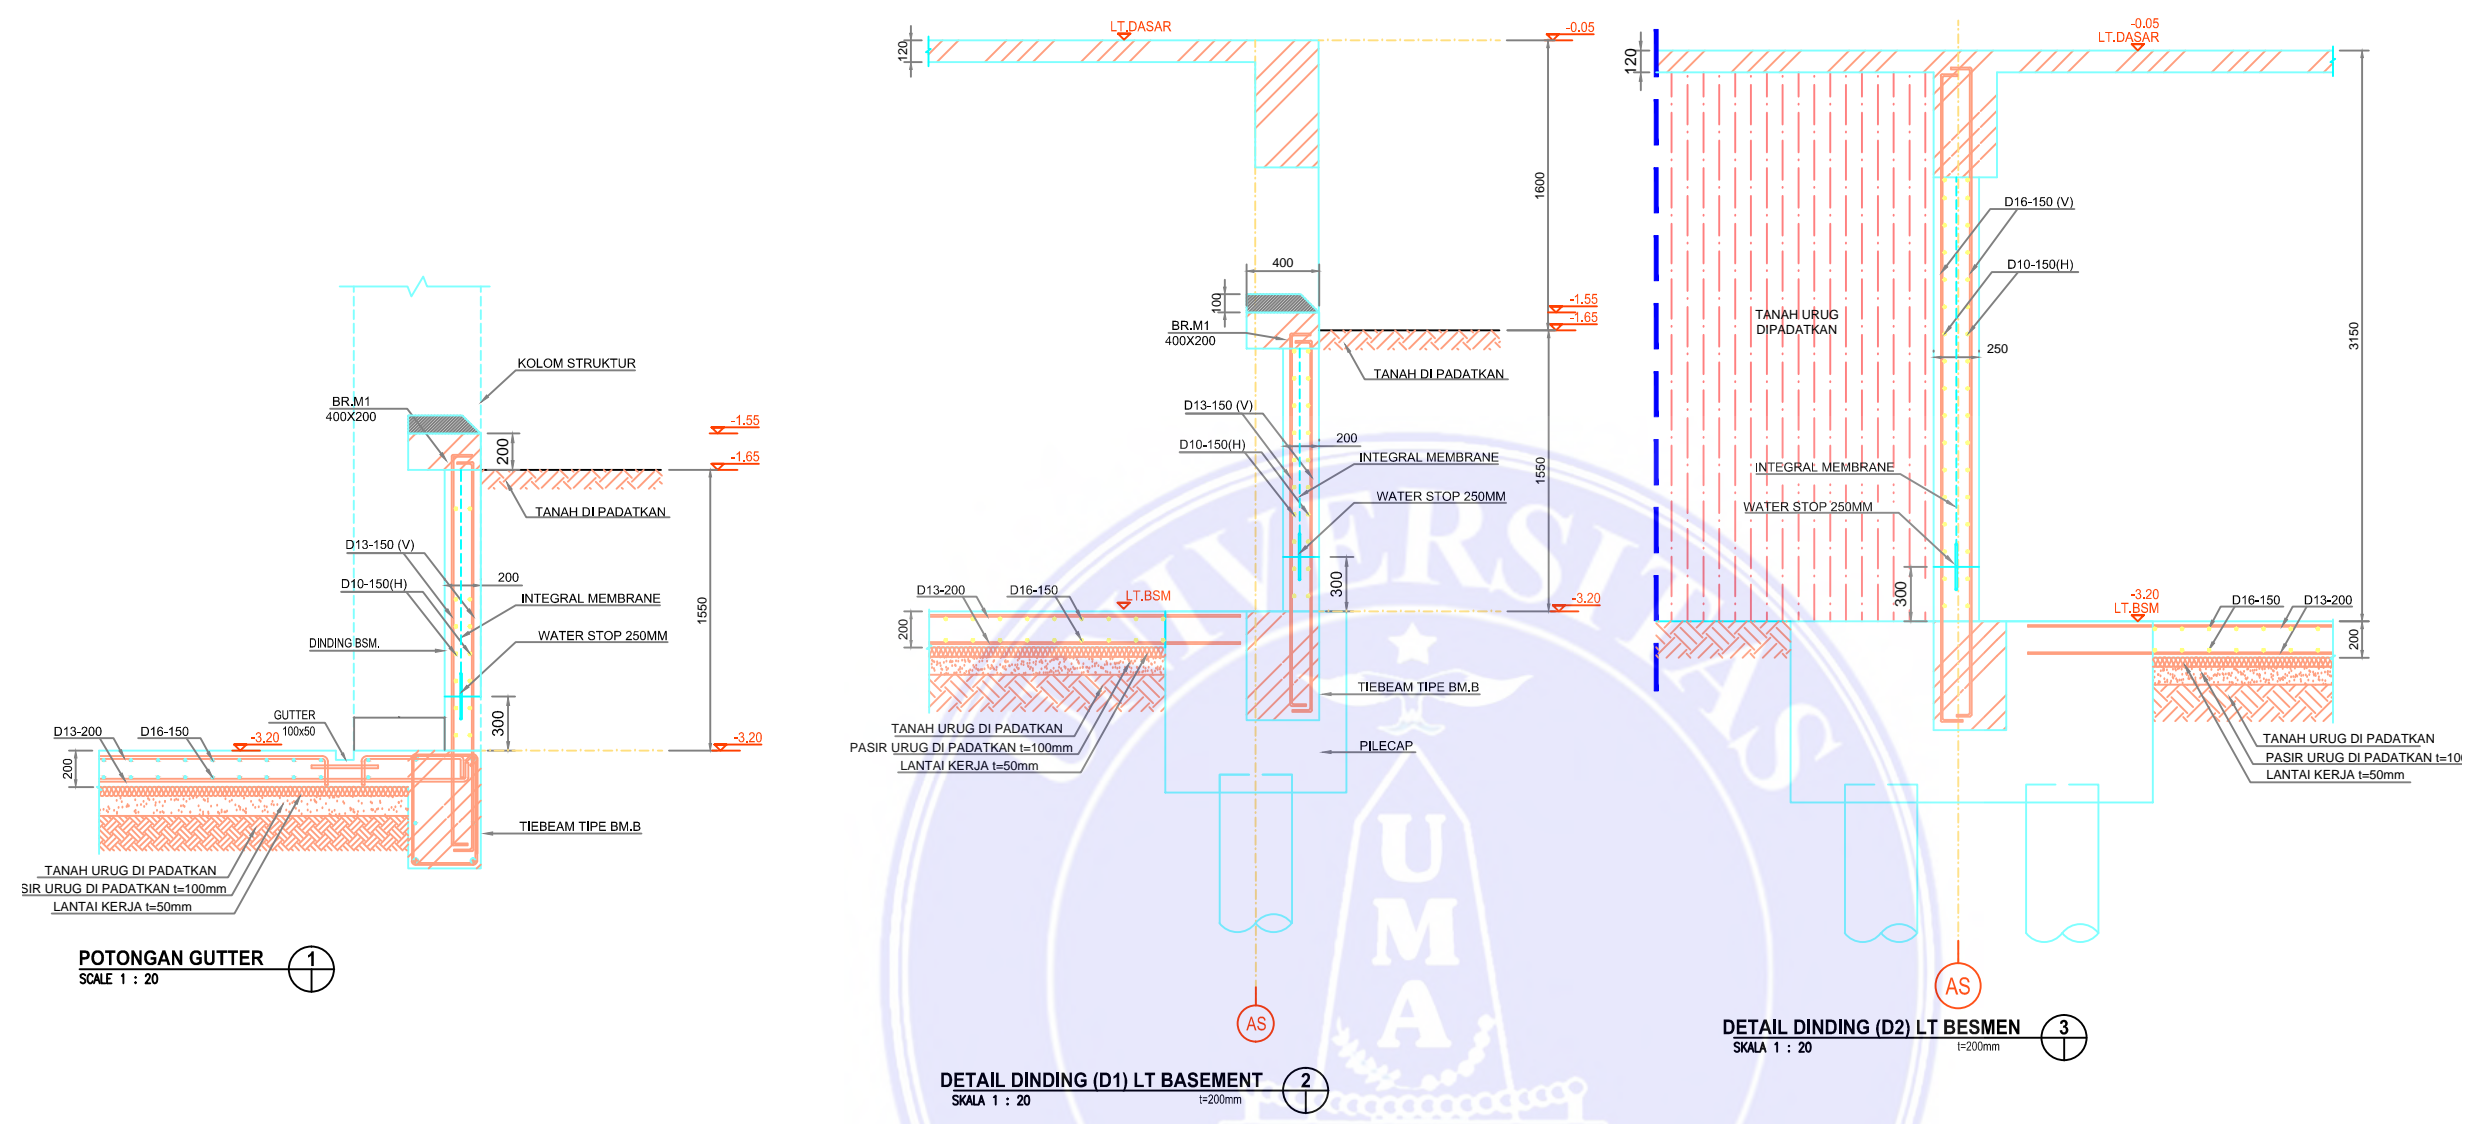 KOLOM STRUKTUR
BR.M1
400X200
200
-1.55
-1.65
TANAH DI PADATKAN
D13-150 (V)
D10-150(H)
200
INTEGRAL MEMBRANE
1550
WATER STOP 250MM
DINDING BSM.
300
GUTTER
100x50
D13-200
D16-150
-3.20
-3.20
200
TIEBEAM TIPE BM.B
TANAH URUG DI PADATKAN
SIR URUG DI PADATKAN t=100mm
LANTAI KERJA t=50mm
POTONGAN GUTTER
1
SCALE 1 : 20
LT.DASAR
-0.05
120
1600
400
100
-1.55
-1.65
BR.M1
400X200
TANAH DI PADATKAN
D13-150 (V)
D10-150(H)
200
INTEGRAL MEMBRANE
1550
WATER STOP 250MM
300
D13-200
D16-150
LT.BSM
-3.20
200
TIEBEAM TIPE BM.B
TANAH URUG DI PADATKAN
PASIR URUG DI PADATKAN t=100mm
LANTAI KERJA t=50mm
PILECAP
AS
DETAIL DINDING (D1) LT BASEMENT
2
SKALA 1 : 20
t=200mm
-0.05
LT.DASAR
120
D16-150 (V)
D10-150(H)
TANAH URUG
DIPADATKAN
250
3150
INTEGRAL MEMBRANE
WATER STOP 250MM
300
-3.20
LT.BSM
D16-150
D13-200
200
TANAH URUG DI PADATKAN
PASIR URUG DI PADATKAN t=10
LANTAI KERJA t=50mm
AS
DETAIL DINDING (D2) LT BESMEN
3
SKALA 1 : 20
t=200mm
UNIVERSITAS
UMA